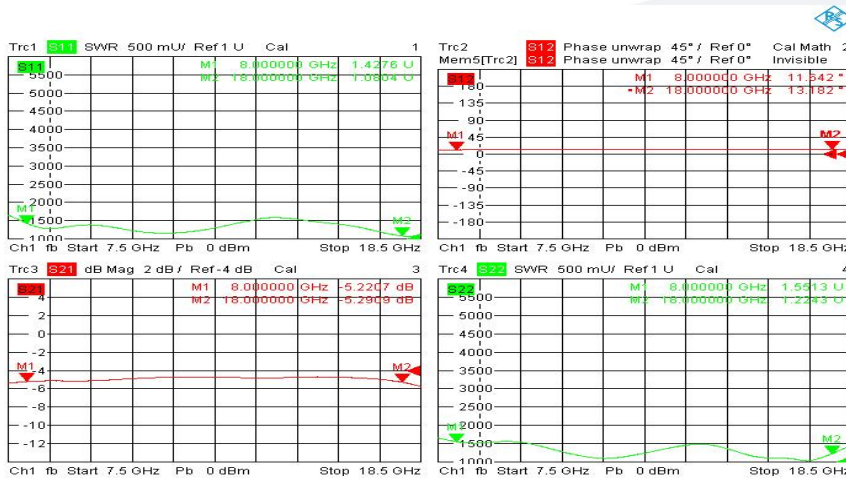 Trc1 S11 SWR 500 mU/ Ref 1 U Cal 1
S11
M1 8.000000 GHz 1.4276 U
M2 18.000000 GHz 1.0804 U
5500
5000
4500
4000
3500
3000
2500
2000
M1
1500
M2
1000
Ch1 fb Start 7.5 GHz Pb 0 dBm Stop 18.5 GHz
Trc2 S12 Phase unwrap 45°/ Ref 0° Cal Math 2
Mem5[Trc2] S12 Phase unwrap 45°/ Ref 0° Invisible
S12
M1 8.000000 GHz 11.642 °
•M2 18.000000 GHz 13.182 °
180
135
90
M1 45 M2
0
-45
-90
-135
-180
Ch1 fb Start 7.5 GHz Pb 0 dBm Stop 18.5 GHz
Trc3 S21 dB Mag 2 dB/ Ref -4 dB Cal 3
S21
M1 8.000000 GHz -5.2207 dB
M2 18.000000 GHz -5.2909 dB
4
2
0
-2
M1 -4 M2
-6
-8
-10
-12
Ch1 fb Start 7.5 GHz Pb 0 dBm Stop 18.5 GHz
Trc4 S22 SWR 500 mU/ Ref 1 U Cal 4
S22
M1 8.000000 GHz 1.5513 U
M2 18.000000 GHz 1.2243 U
5500
5000
4500
4000
3500
3000
2500
M1 2000
1500 M2
1000
Ch1 fb Start 7.5 GHz Pb 0 dBm Stop 18.5 GHz